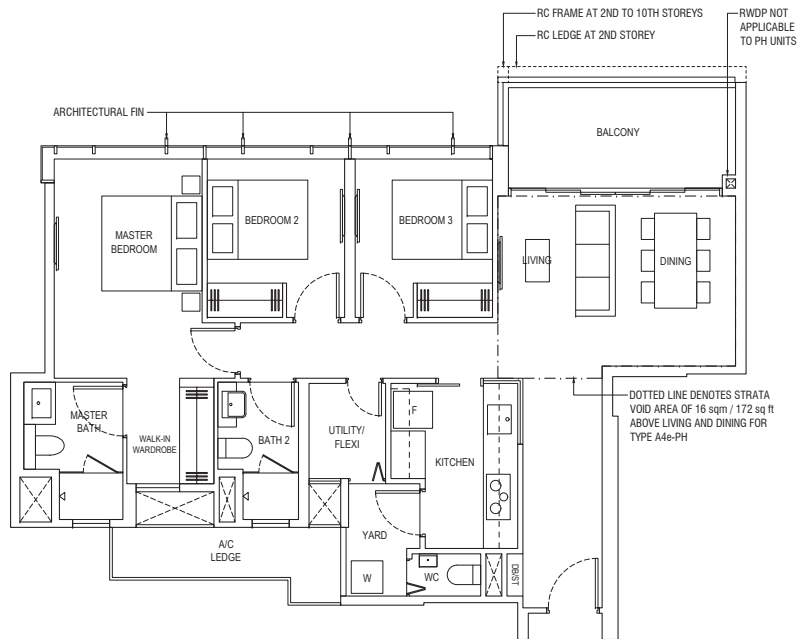 RC FRAME AT 2ND TO 10TH STOREYS
RC LEDGE AT 2ND STOREY
RWDP NOT
APPLICABLE
TO PH UNITS
ARCHITECTURAL FIN
BALCONY
MASTER
BEDROOM
BEDROOM 2
BEDROOM 3
LIVING
DINING
DOTTED LINE DENOTES STRATA
VOID AREA OF 16 sqm / 172 sq ft
ABOVE LIVING AND DINING FOR
TYPE A4e-PH
MASTER
BATH
WALK-IN
WARDROBE
BATH 2
UTILITY/
FLEXI
F
KITCHEN
YARD
A/C
LEDGE
W
WC
DB/ST